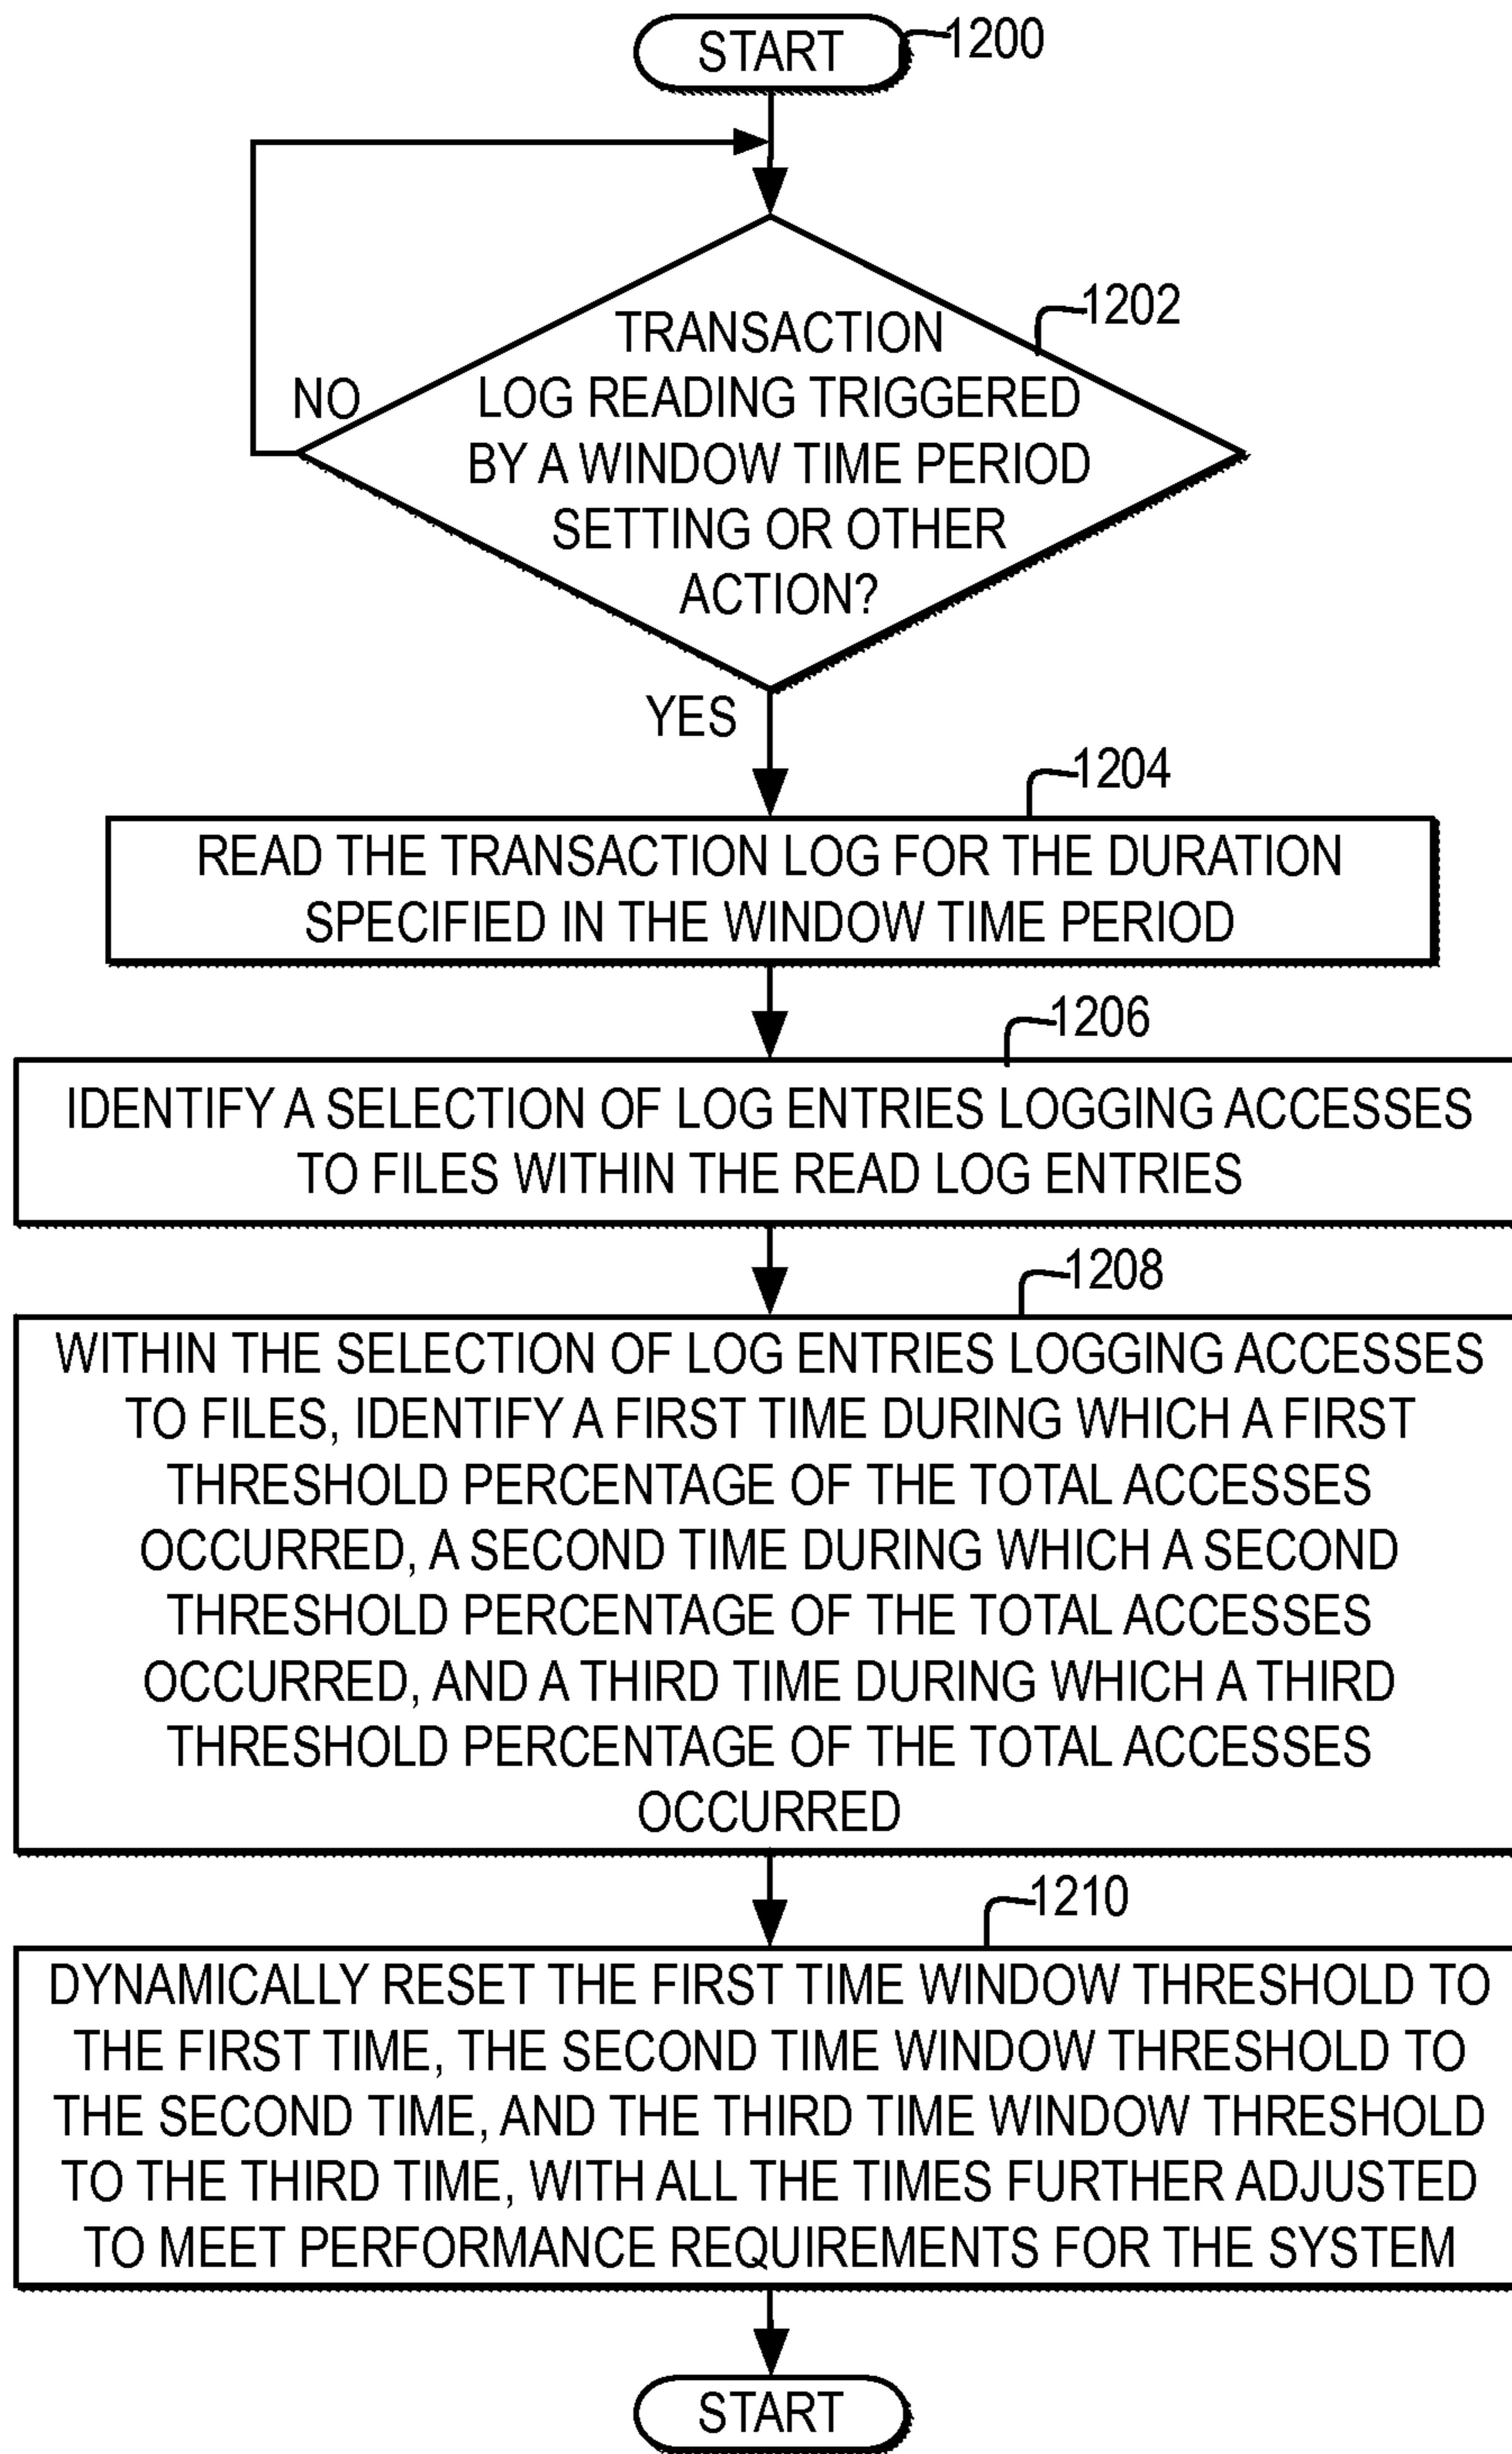 START
1200
1202
TRANSACTION
LOG READING TRIGGERED
BY A WINDOW TIME PERIOD
SETTING OR OTHER
ACTION?
NO
YES
1204
READ THE TRANSACTION LOG FOR THE DURATION
SPECIFIED IN THE WINDOW TIME PERIOD
1206
IDENTIFY A SELECTION OF LOG ENTRIES LOGGING ACCESSES
TO FILES WITHIN THE READ LOG ENTRIES
1208
WITHIN THE SELECTION OF LOG ENTRIES LOGGING ACCESSES
TO FILES, IDENTIFY A FIRST TIME DURING WHICH A FIRST
THRESHOLD PERCENTAGE OF THE TOTAL ACCESSES
OCCURRED, A SECOND TIME DURING WHICH A SECOND
THRESHOLD PERCENTAGE OF THE TOTAL ACCESSES
OCCURRED, AND A THIRD TIME DURING WHICH A THIRD
THRESHOLD PERCENTAGE OF THE TOTAL ACCESSES
OCCURRED
1210
DYNAMICALLY RESET THE FIRST TIME WINDOW THRESHOLD TO
THE FIRST TIME, THE SECOND TIME WINDOW THRESHOLD TO
THE SECOND TIME, AND THE THIRD TIME WINDOW THRESHOLD
TO THE THIRD TIME, WITH ALL THE TIMES FURTHER ADJUSTED
TO MEET PERFORMANCE REQUIREMENTS FOR THE SYSTEM
START